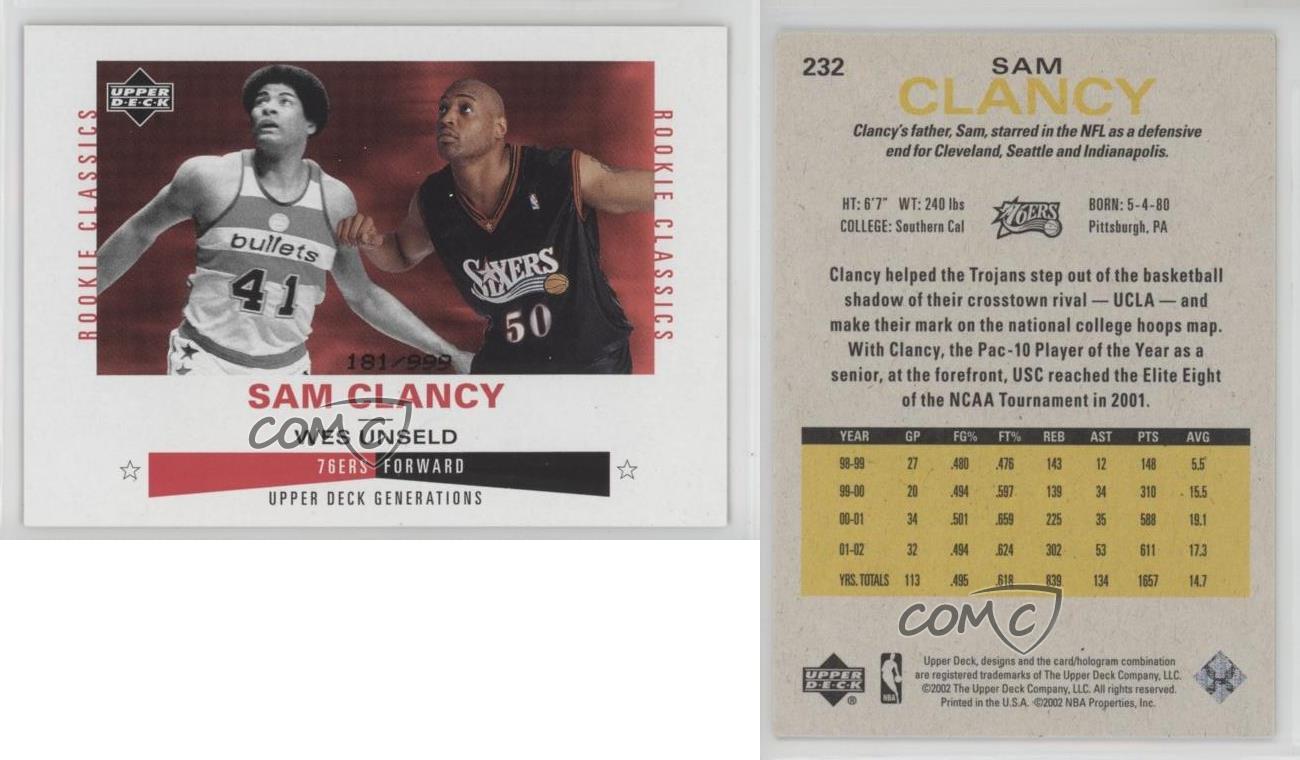 UPPER
D·E·C·K
ROOKIE CLASSICS
ROOKIE CLASSICS
bullets
41
SIXERS
50
181/999
SAM CLANCY
WES UNSELD
COMC
76ERS FORWARD
UPPER DECK GENERATIONS
232
SAM
CLANCY
Clancy's father, Sam, starred in the NFL as a defensive
end for Cleveland, Seattle and Indianapolis.
HT: 6'7" WT: 240 lbs
COLLEGE: Southern Cal
76ERS
BORN: 5-4-80
Pittsburgh, PA
Clancy helped the Trojans step out of the basketball
shadow of their crosstown rival — UCLA — and
make their mark on the national college hoops map.
With Clancy, the Pac-10 Player of the Year as a
senior, at the forefront, USC reached the Elite Eight
of the NCAA Tournament in 2001.
YEAR GP FG% FT% REB AST PTS AVG
98-99 27 .480 .476 143 12 148 5.5
99-00 20 .494 .597 139 34 310 15.5
00-01 34 .501 .659 225 35 588 19.1
01-02 32 .494 .624 302 53 611 17.3
YRS. TOTALS 113 .495 .618 839 134 1657 14.7
COMC
UPPER
D·E·C·K
®
NBA
Upper Deck, designs and the card/hologram combination
are registered trademarks of The Upper Deck Company, LLC.
©2002 The Upper Deck Company, LLC. All rights reserved.
Printed in the U.S.A. ©2002 NBA Properties, Inc.